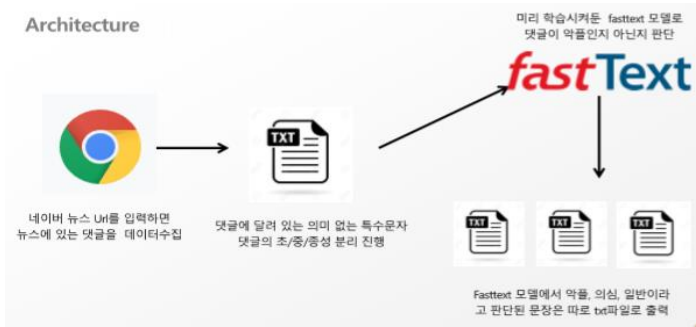 Architecture
미리 학습시켜둔 fasttext 모델로
댓글이 악플인지 아닌지 판단
fastText
TXT
네이버 뉴스 Url를 입력하면
뉴스에 있는 댓글을 데이터수집
댓글에 달려 있는 의미 없는 특수문자
댓글의 초/중/종성 분리 진행
TXT
TXT
TXT
Fasttext 모델에서 악플, 의심, 일반이라
고 판단된 문장은 따로 txt파일로 출력